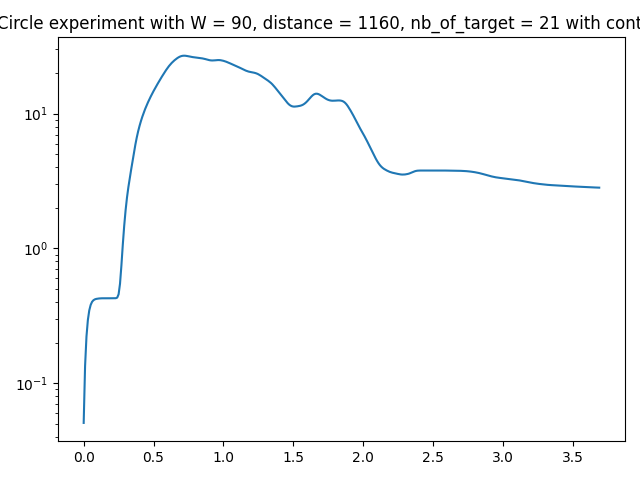 Circle experiment with W = 90, distance = 1160, nb_of_target = 21 with cont
10¹
10⁰
10⁻¹
0.0 0.5 1.0 1.5 2.0 2.5 3.0 3.5